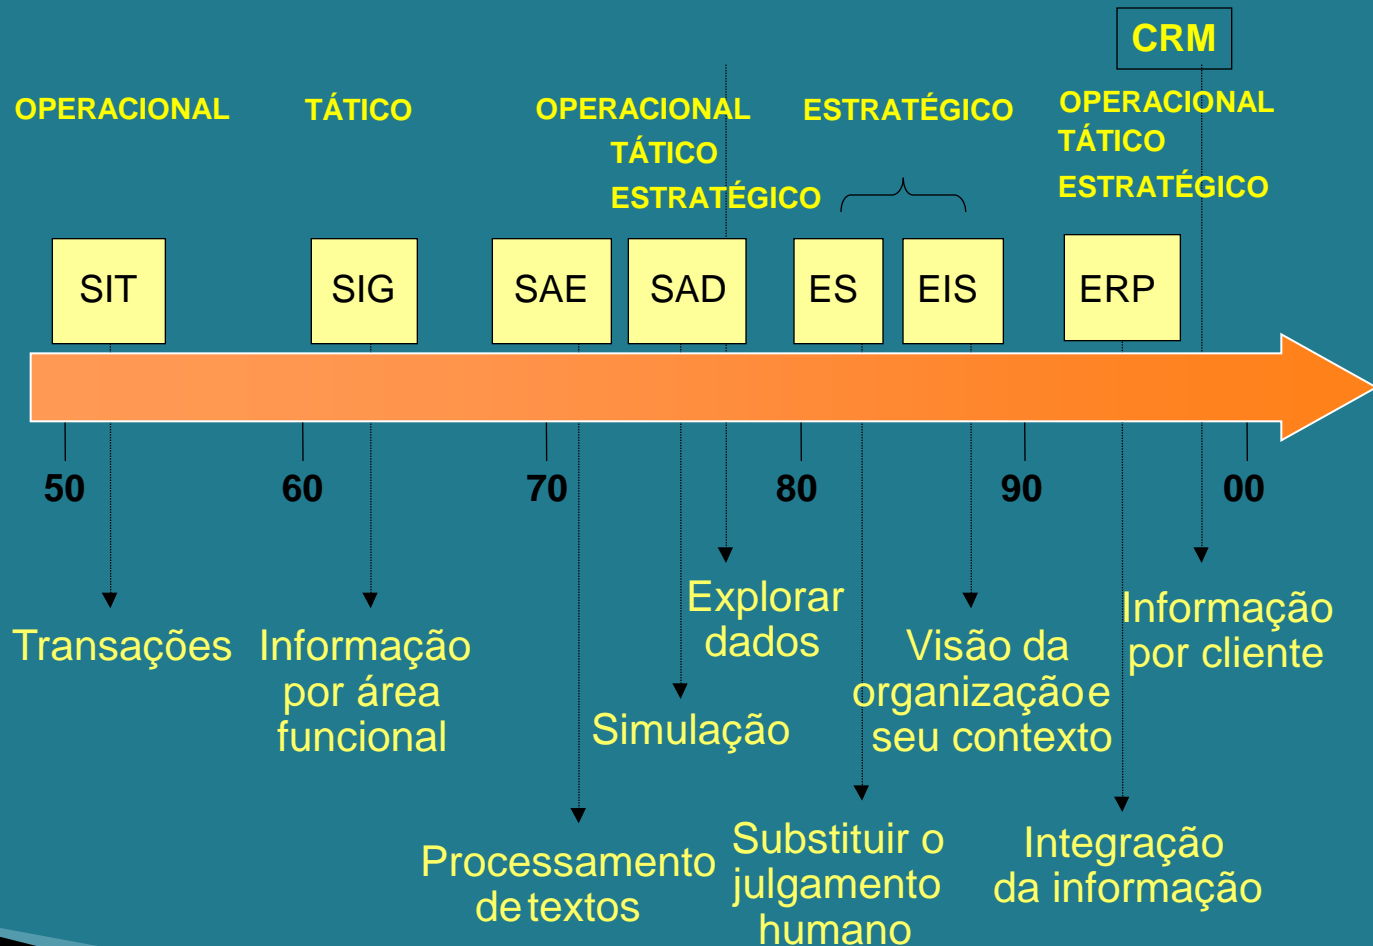 CRM
OPERACIONAL
TÁTICO
OPERACIONAL
TÁTICO
ESTRATÉGICO
ESTRATÉGICO
OPERACIONAL
TÁTICO
ESTRATÉGICO
SIT
SIG
SAE
SAD
ES
EIS
ERP
50
60
70
80
90
00
Transações
Informação
por área
funcional
Processamento
de textos
Simulação
Explorar
dados
Substituir o
julgamento
humano
Visão da
organização e
seu contexto
Integração
da informação
Informação
por cliente